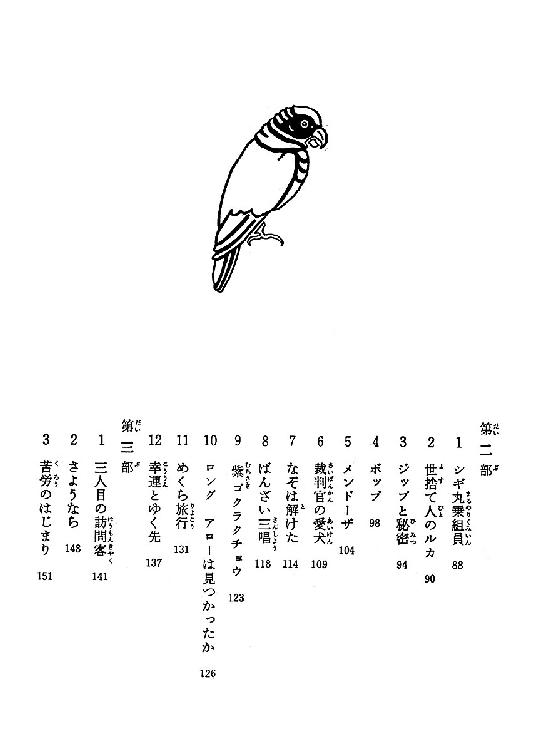 第二部
1 シギ丸乗組員 88
2 世捨て人のルカ 90
3 ジップと秘密 94
4 ボップ 98
5 メンドーザ 104
6 裁判官の愛犬 109
7 なぞは解けた 114
8 ばんざい三唱 118
9 紫ゴクラクチョウ 123
10 ロング アローは見つかったか 126
11 めくら旅行 131
12 幸運とゆく先 137
第三部
1 三人目の訪問客 141
2 さようなら 148
3 苦労のはじまり 151